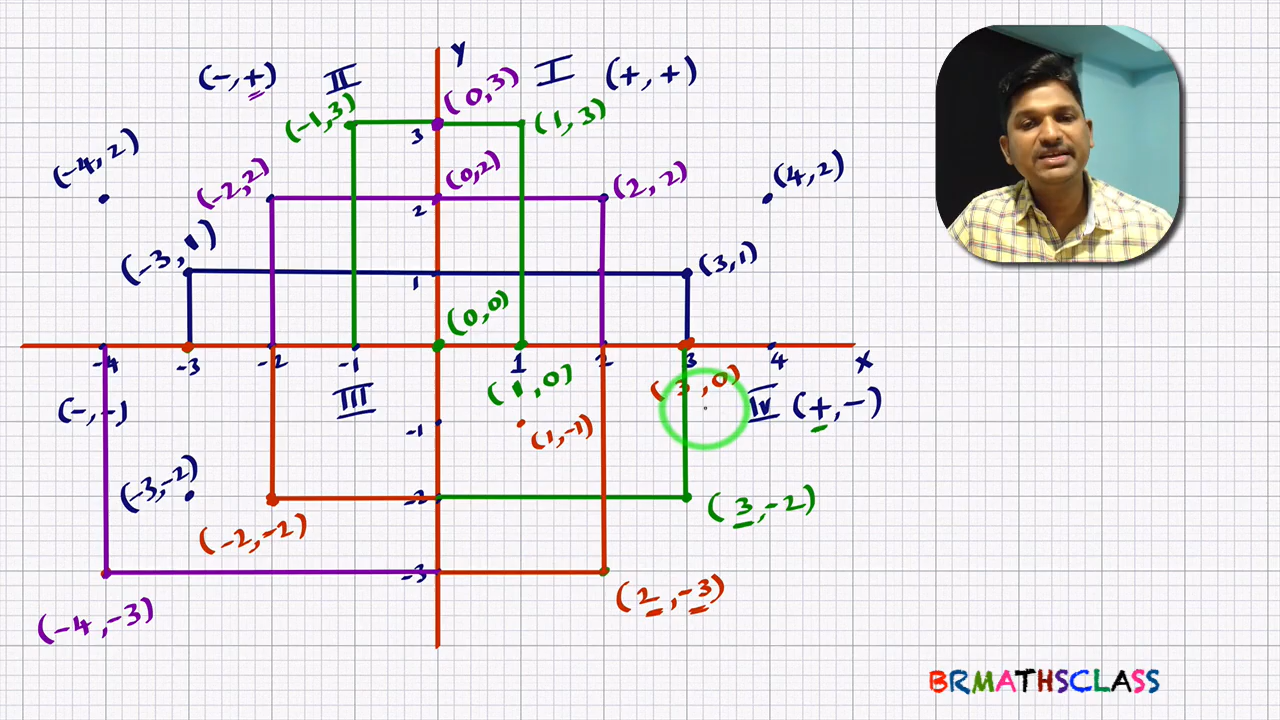 y
(-,+) II I (+,+)
(0,3)
(-1,3) (1,3)
3
(-4,2) (0,2) (2,2) (4,2)
(-2,2)
2
(-3,1) (3,1)
1
(0,0)
-4 -3 -2 -1 1 2 3 4 x
(1,0) (3,0)
(-,-) III IV (+,-)
-1 (1,-1)
(-3,-2) -2 (3,-2)
(-2,-2)
-3 (2,-3)
(-4,-3)
BRMATHSCLASS